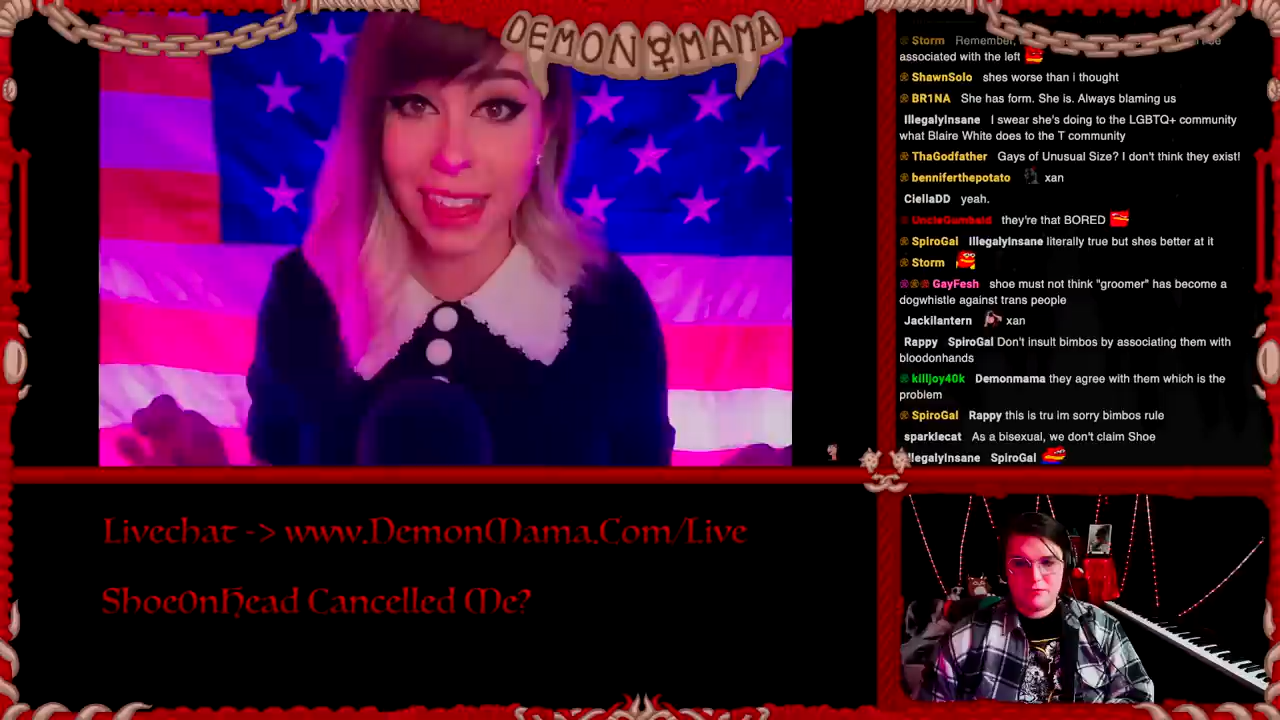 DEMON MAMA
Storm Remember,
associated with the left
ShawnSolo shes worse than i thought
BR1NA She has form. She is. Always blaming us
IllegalyInsane I swear she's doing to the LGBTQ+ community
what Blaire White does to the T community
ThaGodfather Gays of Unusual Size? I don't think they exist!
benniferthepotato xan
CiellaDD yeah.
UncleGumbald they're that BORED
SpiroGal IllegalyInsane literally true but shes better at it
Storm
GayFesh shoe must not think "groomer" has become a
dogwhistle against trans people
Jackilantern xan
Rappy SpiroGal Don't insult bimbos by associating them with
bloodonhands
killjoy40k Demonmama they agree with them which is the
problem
SpiroGal Rappy this is tru im sorry bimbos rule
sparklecat As a bisexual, we don't claim Shoe
IllegalyInsane SpiroGal
Livechat -> www.DemonMama.Com/Live
Shoe0nHead Cancelled Me?